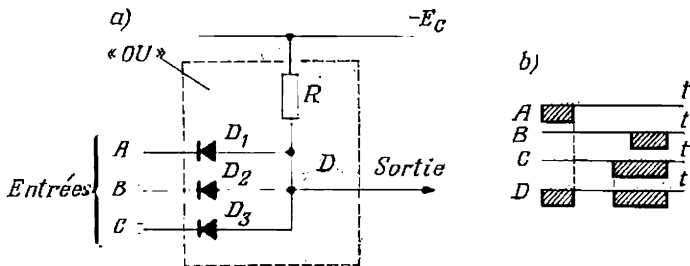 a)
-E_C
« OU »
R
A
D_1
B
D_2
C
D_3
Entrées
D
Sortie
b)
t
A
t
B
t
C
t
D